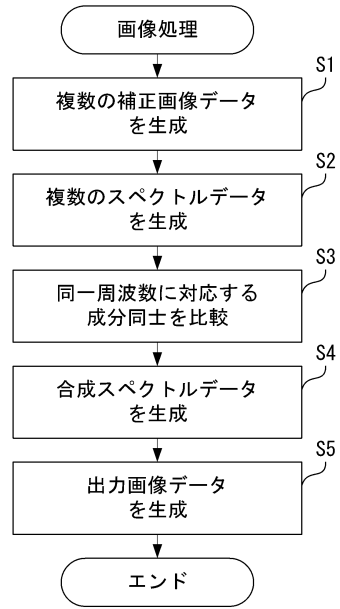 画像処理
S1
複数の補正画像データ
を生成
S2
複数のスペクトルデータ
を生成
S3
同一周波数に対応する
成分同士を比較
S4
合成スペクトルデータ
を生成
S5
出力画像データ
を生成
エンド